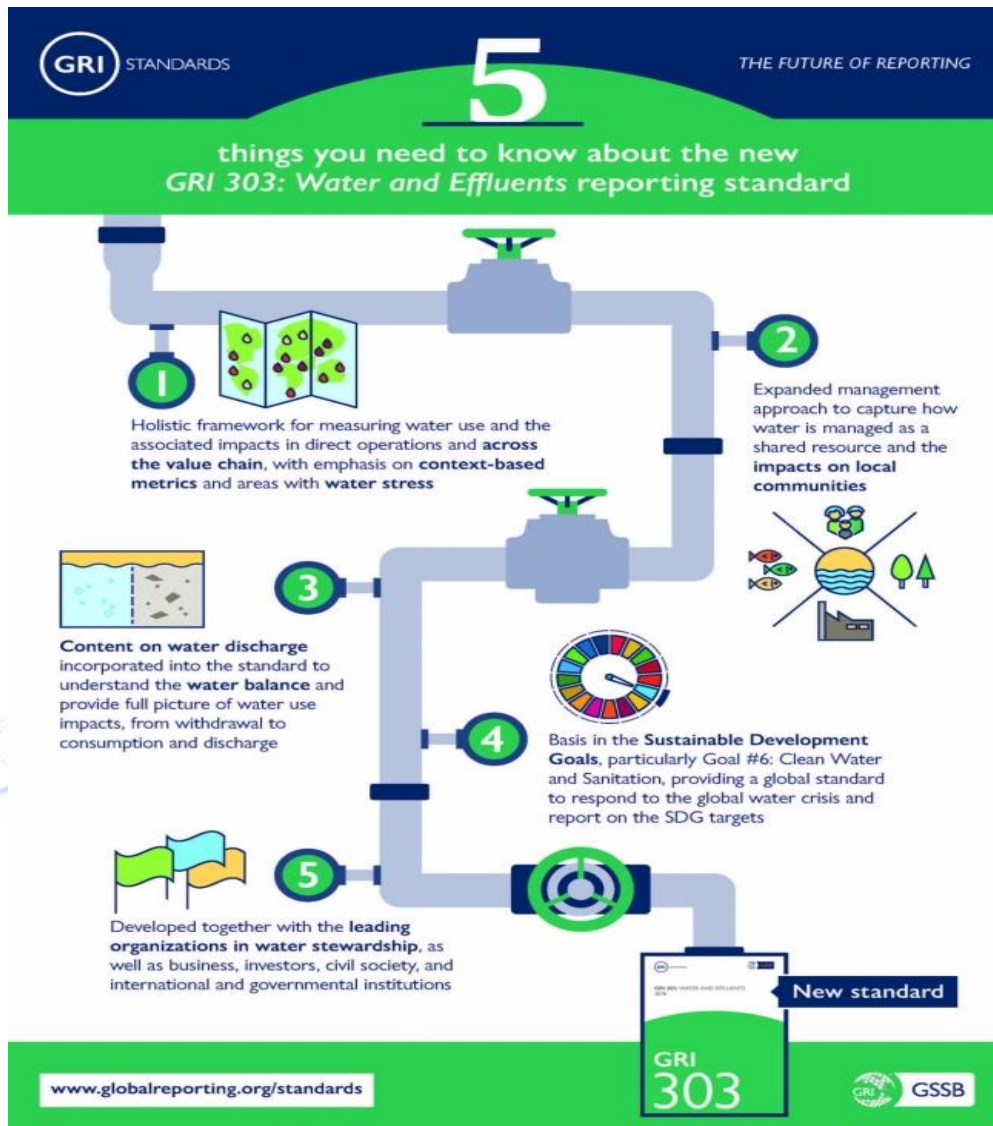 GRI STANDARDS
5
THE FUTURE OF REPORTING
things you need to know about the new
GRI 303: Water and Effluents reporting standard
1
Holistic framework for measuring water use and the
associated impacts in direct operations and across
the value chain, with emphasis on context-based
metrics and areas with water stress
2
Expanded management
approach to capture how
water is managed as a
shared resource and the
impacts on local
communities
3
Content on water discharge
incorporated into the standard to
understand the water balance and
provide full picture of water use
impacts, from withdrawal to
consumption and discharge
4
Basis in the Sustainable Development
Goals, particularly Goal #6: Clean Water
and Sanitation, providing a global standard
to respond to the global water crisis and
report on the SDG targets
5
Developed together with the leading
organizations in water stewardship, as
well as business, investors, civil society, and
international and governmental institutions
GRI 303: WATER AND EFFLUENTS
New standard
GRI
303
www.globalreporting.org/standards
GRI GSSB